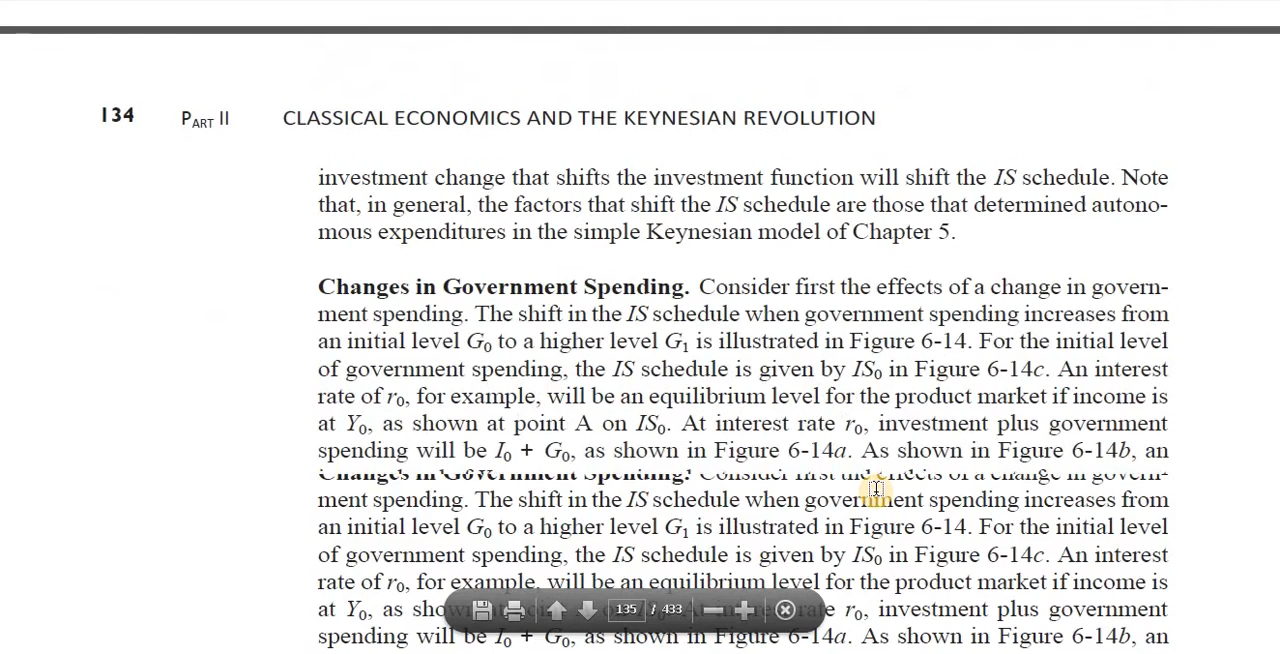 134 PART II CLASSICAL ECONOMICS AND THE KEYNESIAN REVOLUTION
investment change that shifts the investment function will shift the IS schedule. Note
that, in general, the factors that shift the IS schedule are those that determined autono-
mous expenditures in the simple Keynesian model of Chapter 5.
Changes in Government Spending. Consider first the effects of a change in govern-
ment spending. The shift in the IS schedule when government spending increases from
an initial level G₀ to a higher level G₁ is illustrated in Figure 6-14. For the initial level
of government spending, the IS schedule is given by IS₀ in Figure 6-14c. An interest
rate of r₀, for example, will be an equilibrium level for the product market if income is
at Y₀, as shown at point A on IS₀. At interest rate r₀, investment plus government
spending will be I₀ + G₀, as shown in Figure 6-14a. As shown in Figure 6-14b, an
Changes in Government Spending. Consider first the effects of a change in govern-
ment spending. The shift in the IS schedule when government spending increases from
an initial level G₀ to a higher level G₁ is illustrated in Figure 6-14. For the initial level
of government spending, the IS schedule is given by IS₀ in Figure 6-14c. An interest
rate of r₀, for example, will be an equilibrium level for the product market if income is
at Y₀, as rate r₀, investment plus government
135 / 433
spending will be I₀ + G₀, as shown in Figure 6-14a. As shown in Figure 6-14b, an